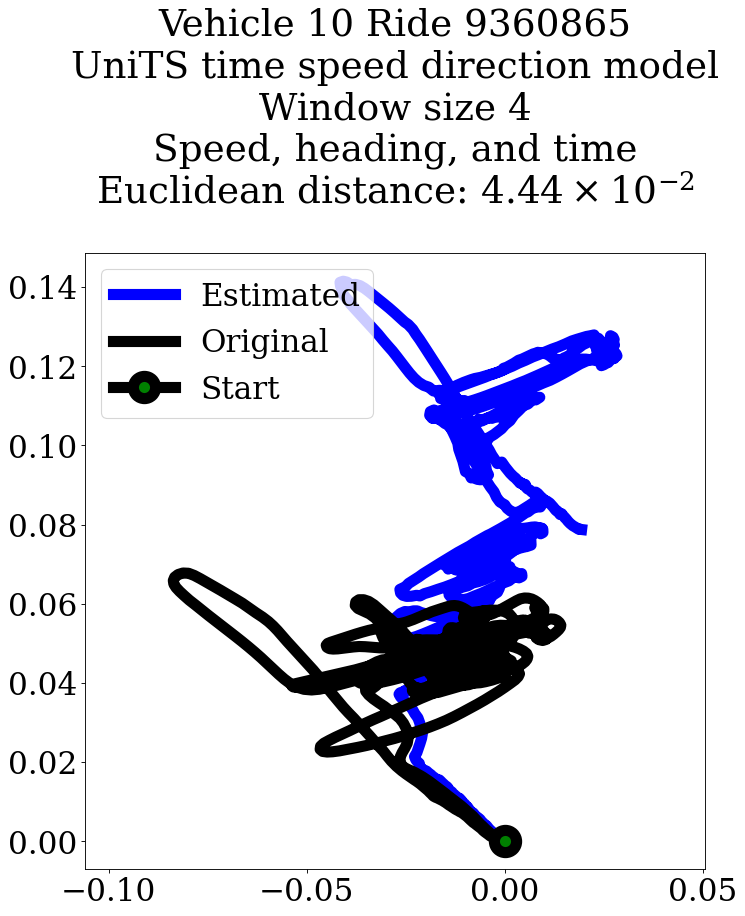 Vehicle 10 Ride 9360865
UniTS time speed direction model
Window size 4
Speed, heading, and time
Euclidean distance: 4.44 × 10⁻²
Estimated
Original
Start
0.14
0.12
0.10
0.08
0.06
0.04
0.02
0.00
−0.10 −0.05 0.00 0.05